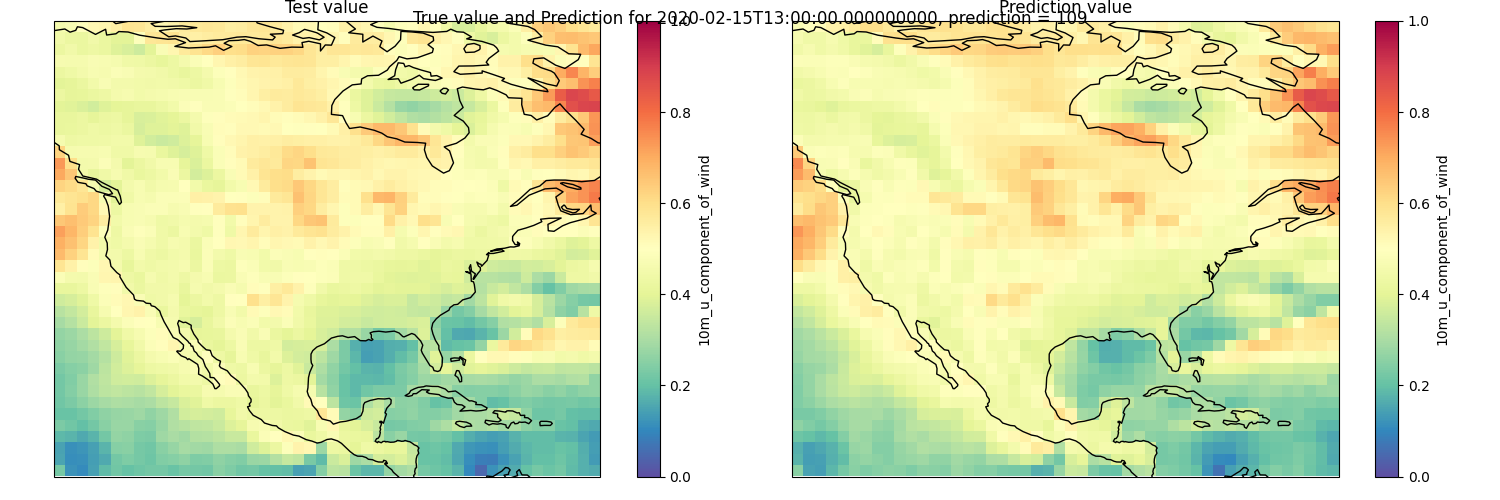 Test value
True value and Prediction for 2020-02-15T13:00:00.000000000, prediction = 109
Prediction value
1.0
0.8
0.6
0.4
0.2
0.0
10m_u_component_of_wind
1.0
0.8
0.6
0.4
0.2
0.0
10m_u_component_of_wind